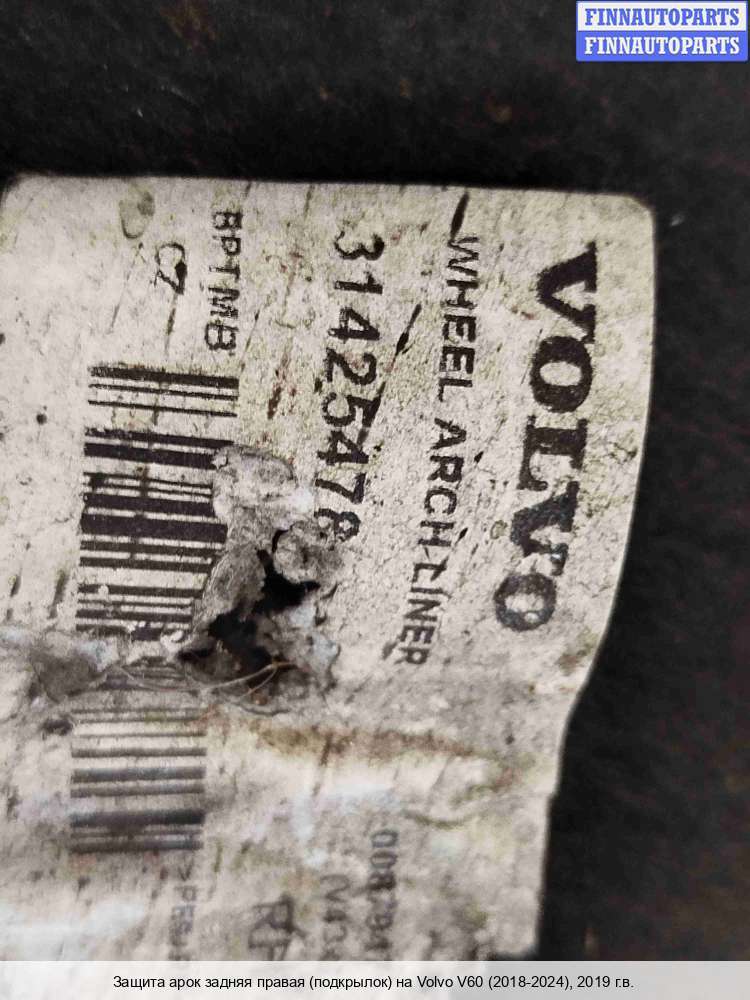 FINNAUTOPARTS
FINNAUTOPARTS
VOLVO
WHEEL ARCH LINER
31425478
BPTMB
CZ
Защита арок задняя правая (подкрылок) на Volvo V60 (2018-2024), 2019 г.в.